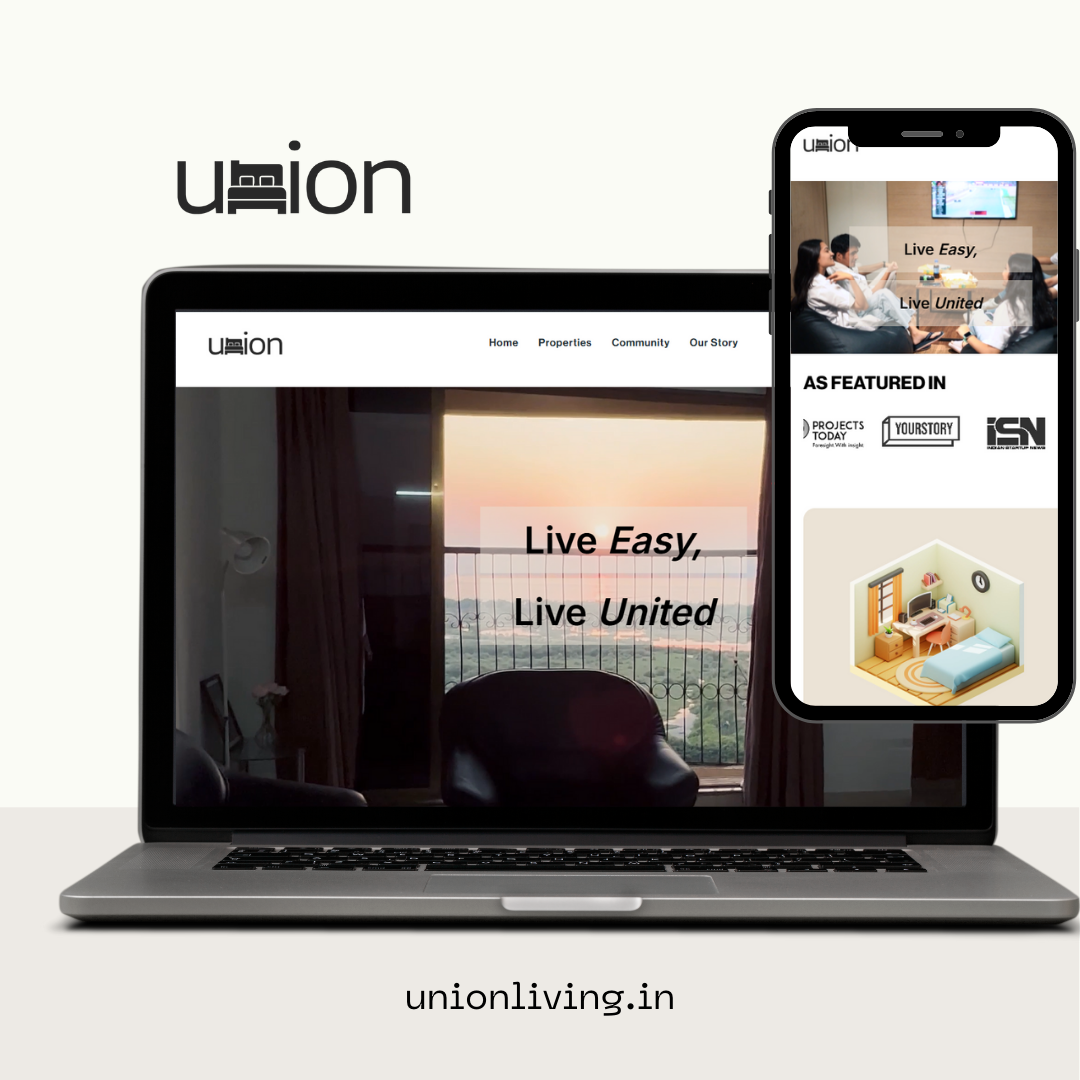 union
union
Home Properties Community Our Story
Live Easy,
Live United
union
Live Easy,
Live United
AS FEATURED IN
PROJECTS
TODAY
Foresight With insight
YOURSTORY
iSN
INDIAN STARTUP NEWS
unionliving.in